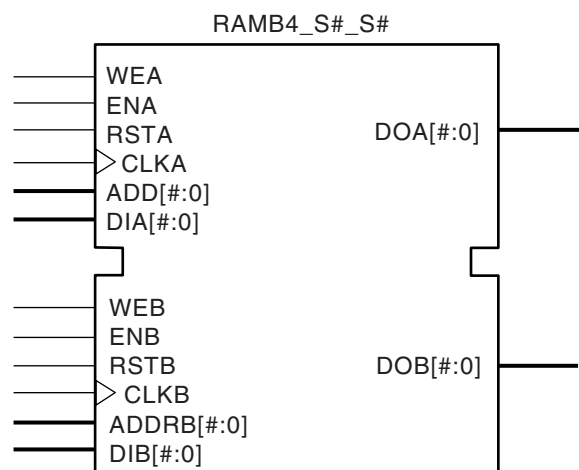 RAMB4_S#_S#
WEA
ENA
RSTA
CLKA
ADD[#:0]
DIA[#:0]
DOA[#:0]
WEB
ENB
RSTB
CLKB
ADDRB[#:0]
DIB[#:0]
DOB[#:0]